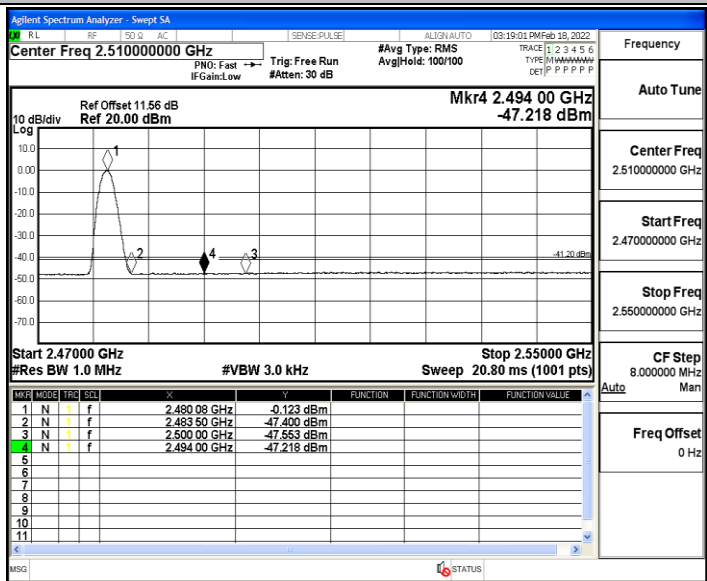 Agilent Spectrum Analyzer - Swept SA
LXI RL RF 50 Ω AC SENSE:PULSE ALIGN AUTO 03:19:01 PM Feb 18, 2022
Center Freq 2.510000000 GHz #Avg Type: RMS TRACE 1 2 3 4 5 6
PNO: Fast Trig: Free Run Avg|Hold: 100/100 TYPE M WWWWW
IFGain:Low #Atten: 30 dB DET P P P P P P
Ref Offset 11.56 dB Mkr4 2.494 00 GHz
10 dB/div Ref 20.00 dBm -47.218 dBm
Log
10.0
1
0.00
-10.0
-20.0
-30.0
-40.0 2 4 3 -41.20 dBm
-50.0
-60.0
-70.0
Start 2.47000 GHz Stop 2.55000 GHz
#Res BW 1.0 MHz #VBW 3.0 kHz Sweep 20.80 ms (1001 pts)
MKR MODE TRC SCL X Y FUNCTION FUNCTION WIDTH FUNCTION VALUE
1 N 1 f 2.480 08 GHz -0.123 dBm
2 N 1 f 2.483 50 GHz -47.400 dBm
3 N 1 f 2.500 00 GHz -47.553 dBm
4 N 1 f 2.494 00 GHz -47.218 dBm
5
6
7
8
9
10
11
MSG STATUS
Frequency
Auto Tune
Center Freq
2.510000000 GHz
Start Freq
2.470000000 GHz
Stop Freq
2.550000000 GHz
CF Step
8.000000 MHz
Auto Man
Freq Offset
0 Hz